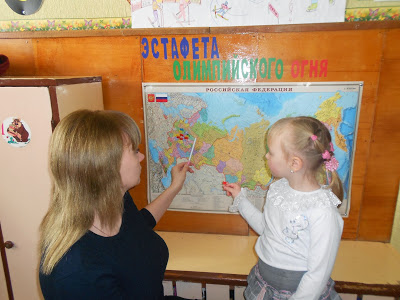 ЭСТАФЕТА
ОЛИМПИЙСКОГО ОГНЯ
РОССИЙСКАЯ ФЕДЕРАЦИЯ